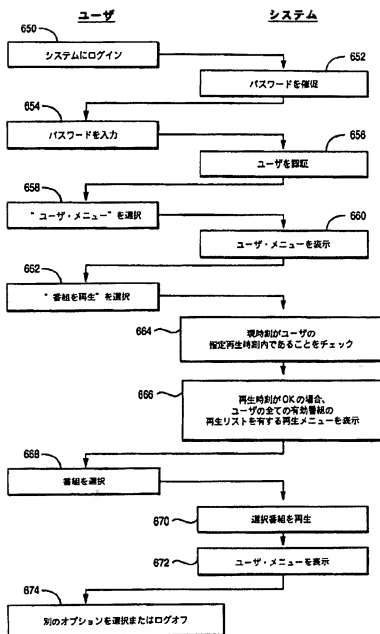 ユーザ
システム
650
システムにログイン
652
パスワードを催促
654
パスワードを入力
656
ユーザを認証
658
"ユーザ・メニュー"を選択
660
ユーザ・メニューを表示
662
"番組を再生"を選択
664
現時刻がユーザの
指定再生時刻内であることをチェック
666
再生時刻がOKの場合、
ユーザの全ての有効番組の
再生リストを有する再生メニューを表示
668
番組を選択
670
選択番組を再生
672
ユーザ・メニューを表示
674
別のオプションを選択またはログオフ